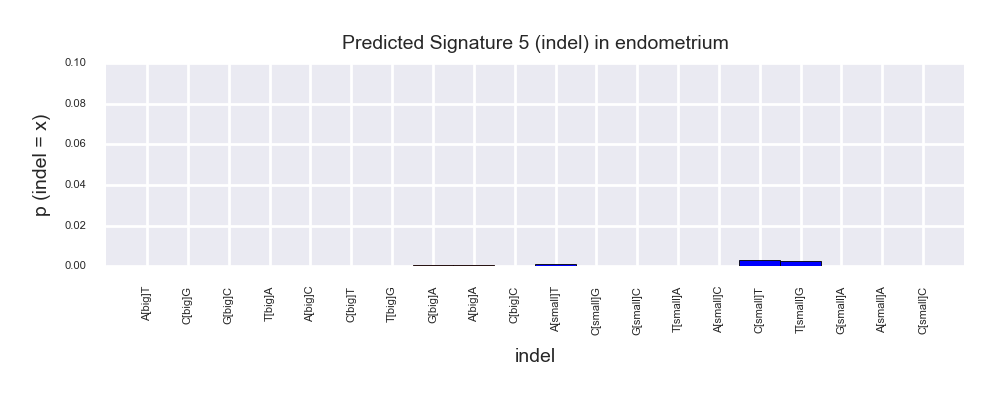 Predicted Signature 5 (indel) in endometrium
p (indel = x)
0.10
0.08
0.06
0.04
0.02
0.00
A[big]T
C[big]G
G[big]C
T[big]A
A[big]C
C[big]T
T[big]G
G[big]A
A[big]A
C[big]C
A[small]T
C[small]G
G[small]C
T[small]A
A[small]C
C[small]T
T[small]G
G[small]A
A[small]A
C[small]C
indel